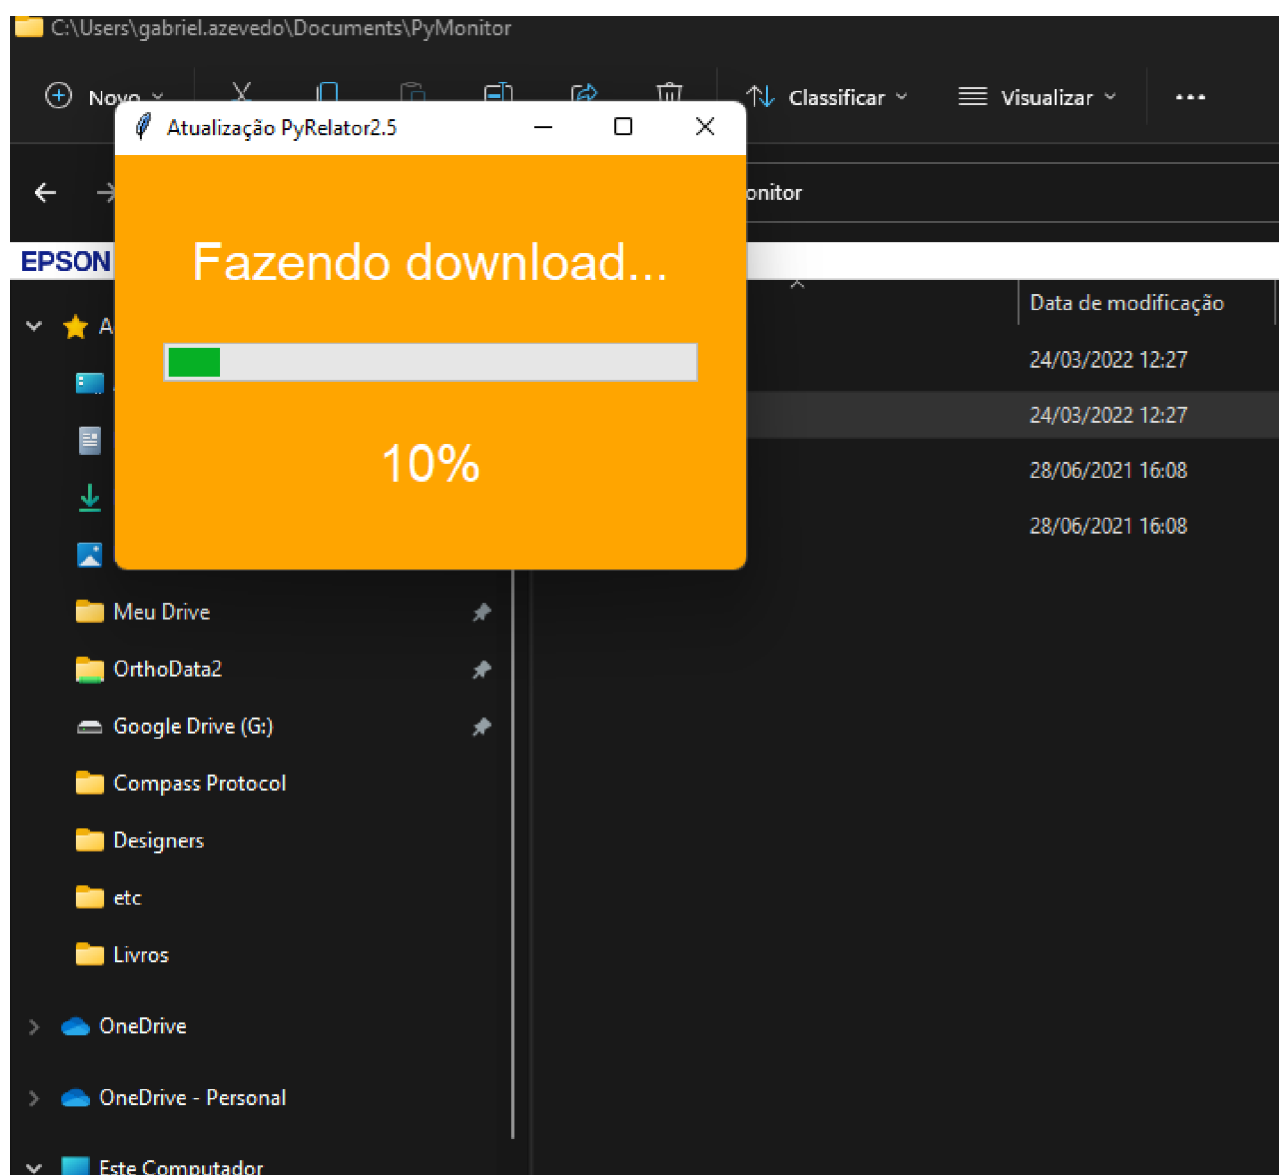 C:\Users\gabriel.azevedo\Documents\PyMonitor
Novo
Classificar
Visualizar
Atualização PyRelator2.5
onitor
EPSON
Fazendo download...
10%
Data de modificação
24/03/2022 12:27
24/03/2022 12:27
28/06/2021 16:08
28/06/2021 16:08
A
Meu Drive
OrthoData2
Google Drive (G:)
Compass Protocol
Designers
etc
Livros
OneDrive
OneDrive - Personal
Este Computador